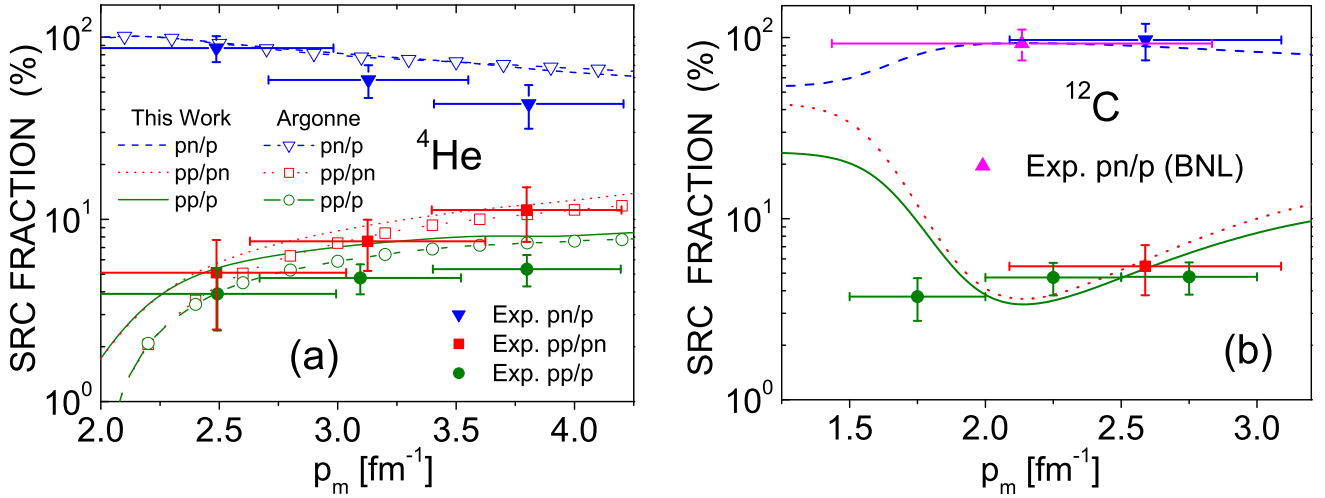 SRC FRACTION (%)
10²
10¹
10⁰
This Work Argonne
pn/p pn/p
pp/pn pp/pn
pp/p pp/p
⁴He
(a)
Exp. pn/p
Exp. pp/pn
Exp. pp/p
2.0 2.5 3.0 3.5 4.0
pₘ [fm⁻¹]
SRC FRACTION (%)
10²
10¹
10⁰
¹²C
Exp. pn/p (BNL)
(b)
1.5 2.0 2.5 3.0
pₘ [fm⁻¹]